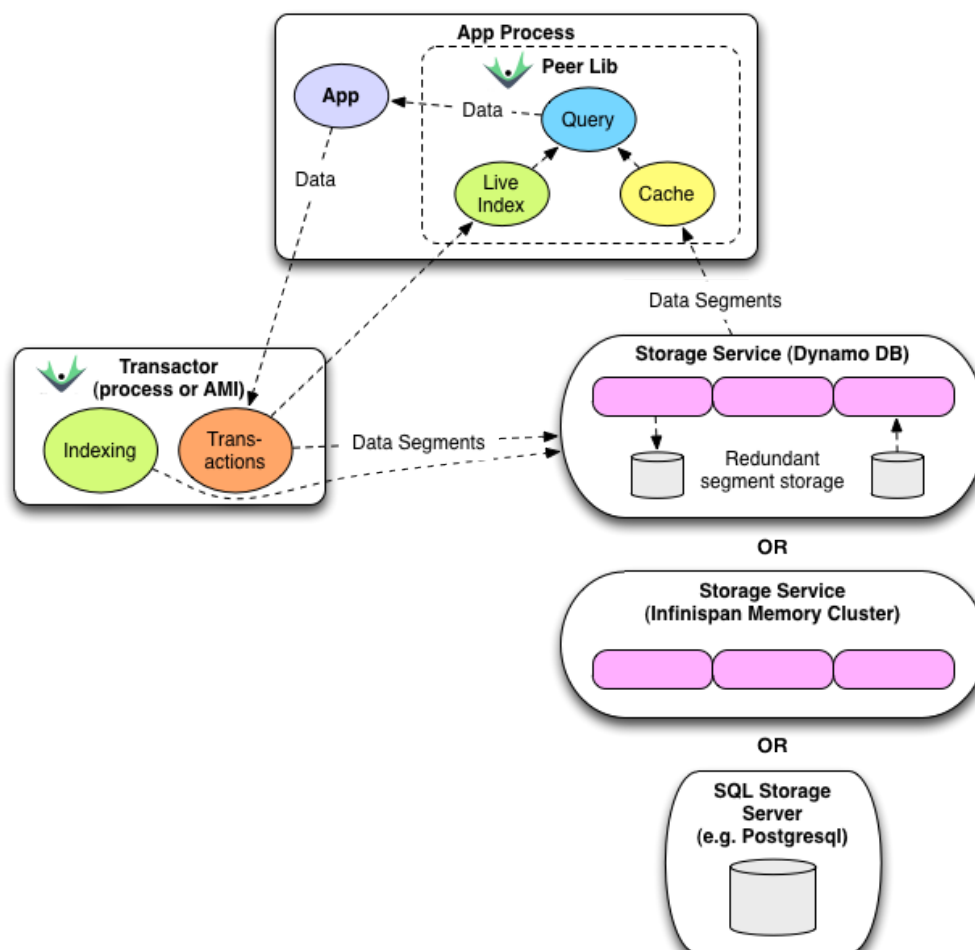 App Process
Peer Lib
App
Data
Query
Data
Live
Index
Cache
Data Segments
Transactor
(process or AMI)
Indexing
Trans-
actions
Data Segments
Storage Service (Dynamo DB)
Redundant
segment storage
OR
Storage Service
(Infinispan Memory Cluster)
OR
SQL Storage
Server
(e.g. Postgresql)